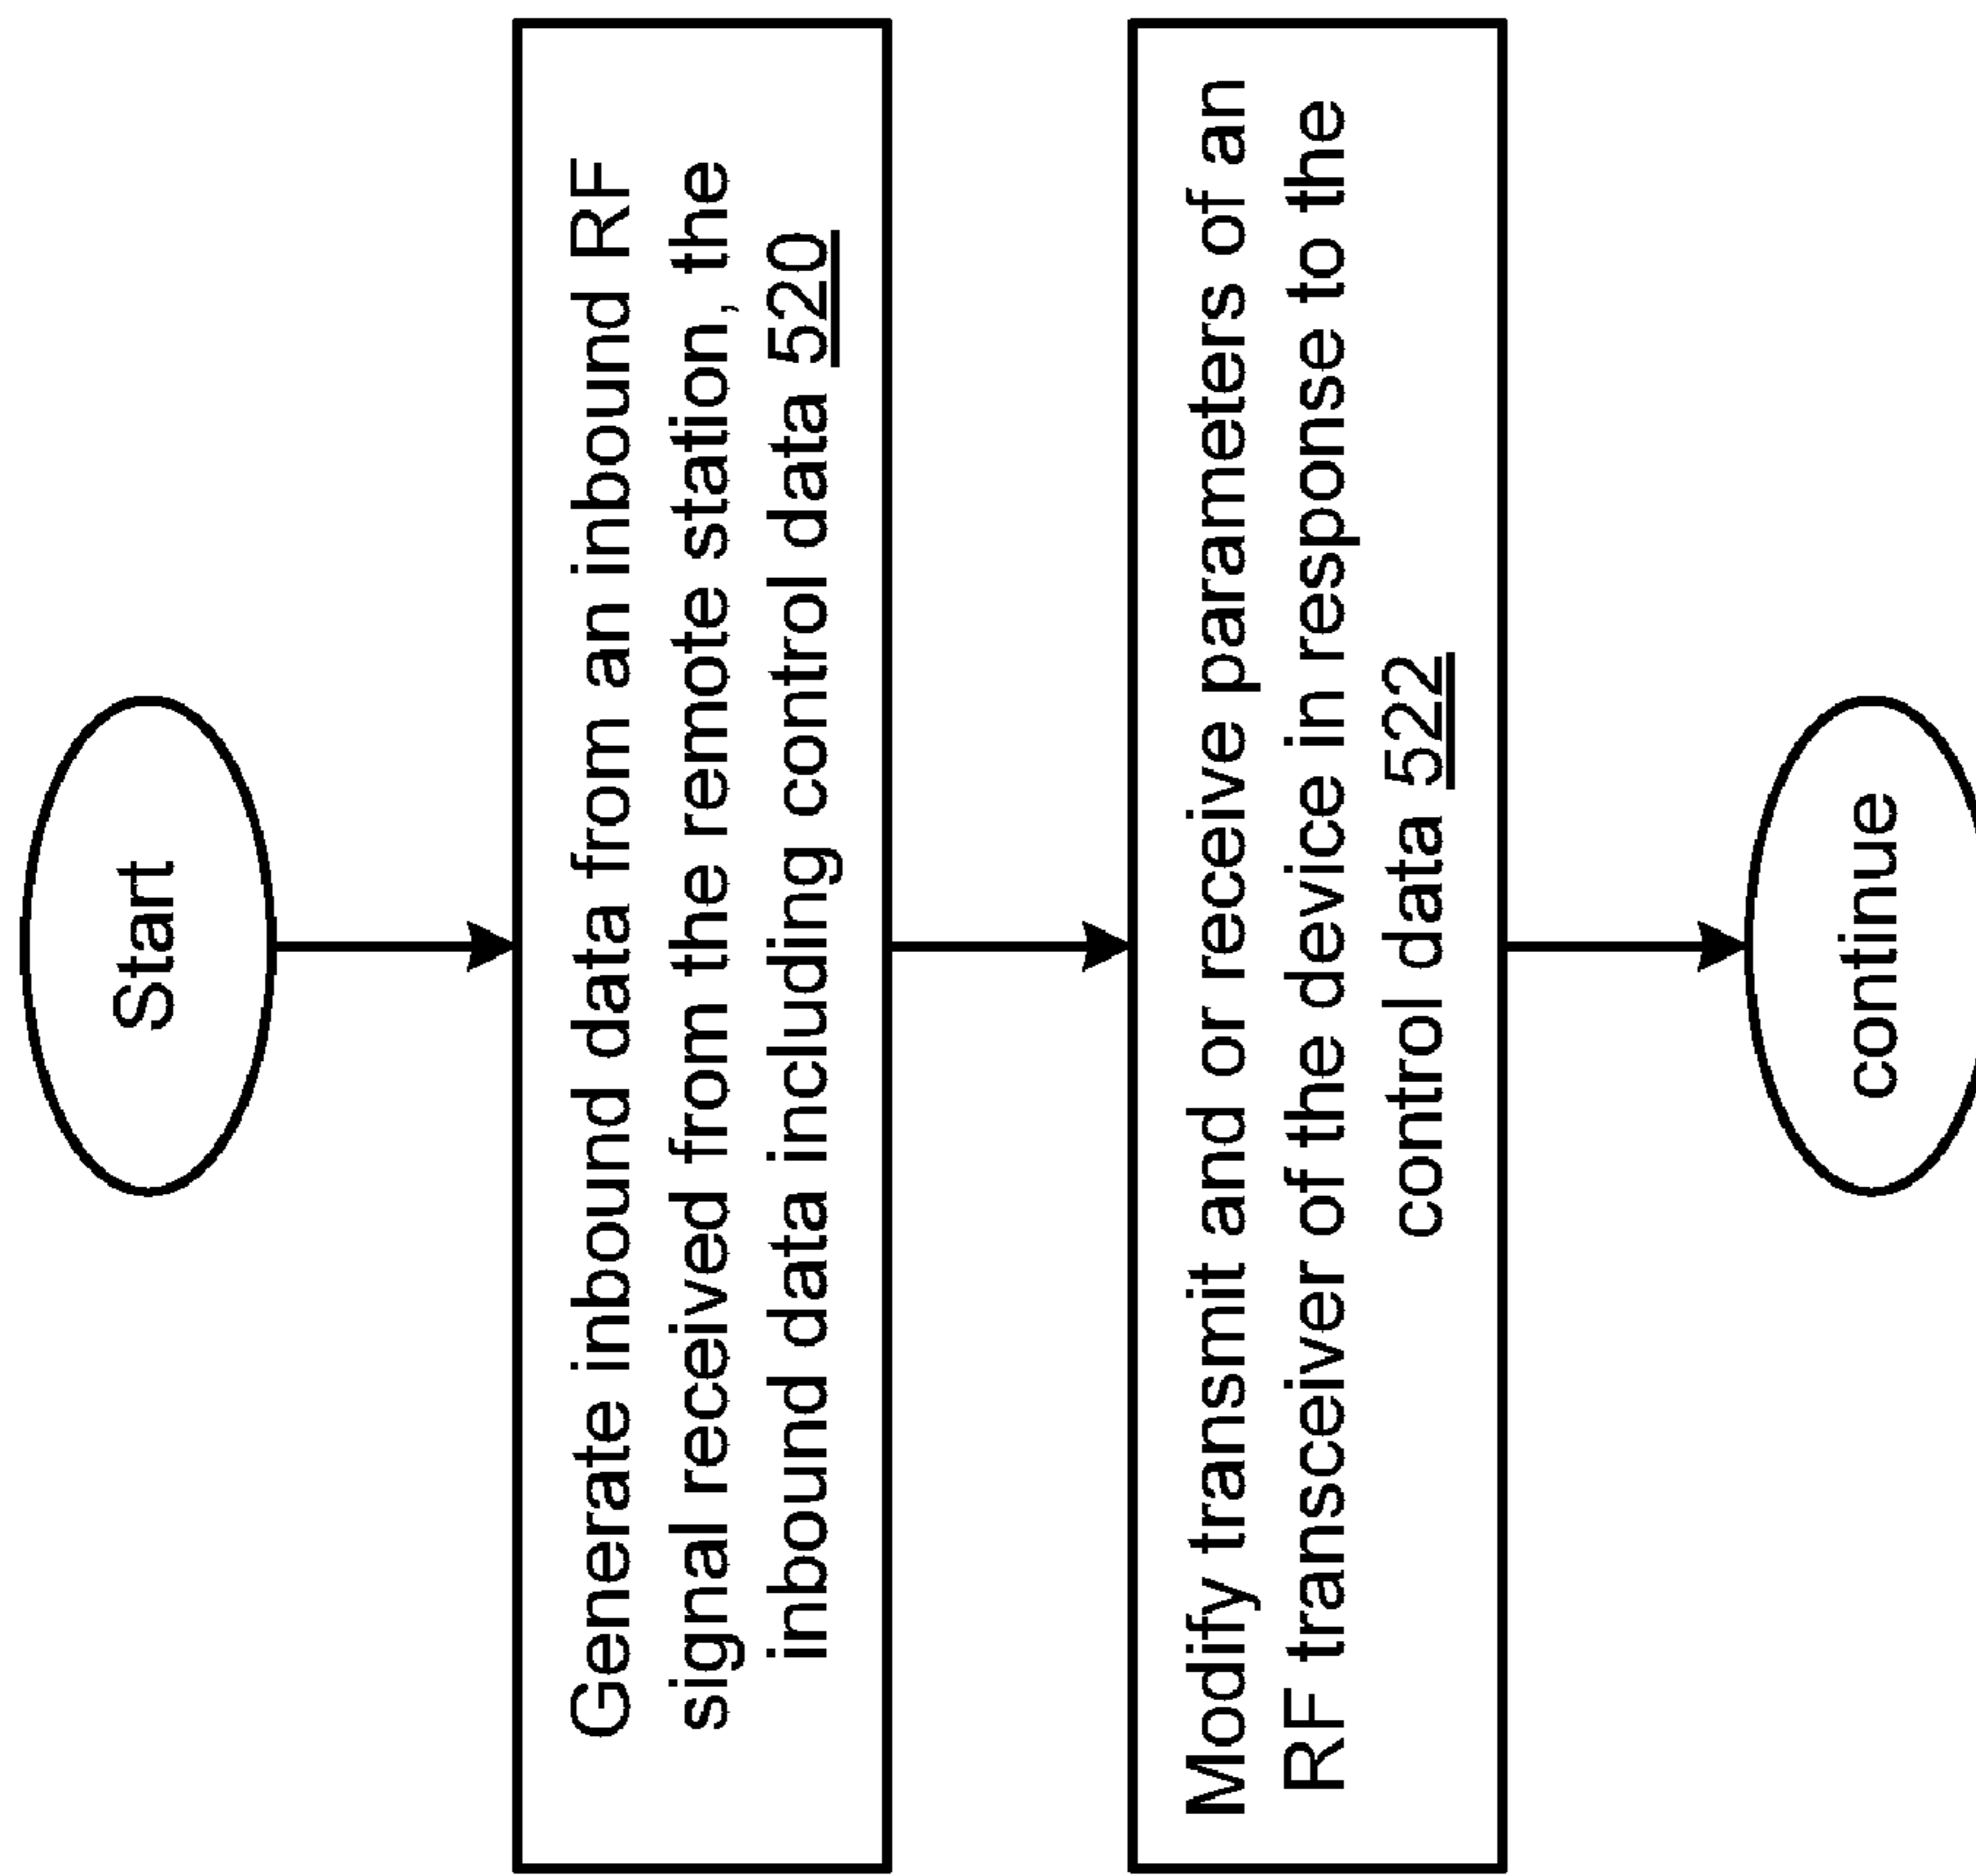 Start
Generate inbound data from an inbound RF
signal received from the remote station, the
inbound data including control data 520
Modify transmit and or receive parameters of an
RF transceiver of the device in response to the
control data 522
continue